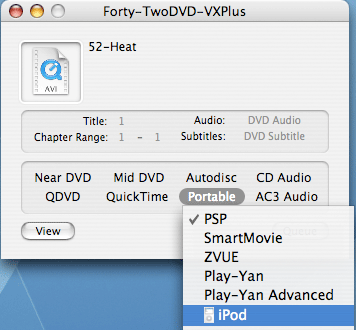 Forty-TwoDVD-VXPlus
52-Heat
AVI
Title: 1 Audio: DVD Audio
Chapter Range: 1 - 1 Subtitles: DVD Subtitle
Near DVD Mid DVD Autodisc CD Audio
QDVD QuickTime Portable AC3 Audio
View
✓ PSP
SmartMovie
ZVUE
Play-Yan
Play-Yan Advanced
iPod